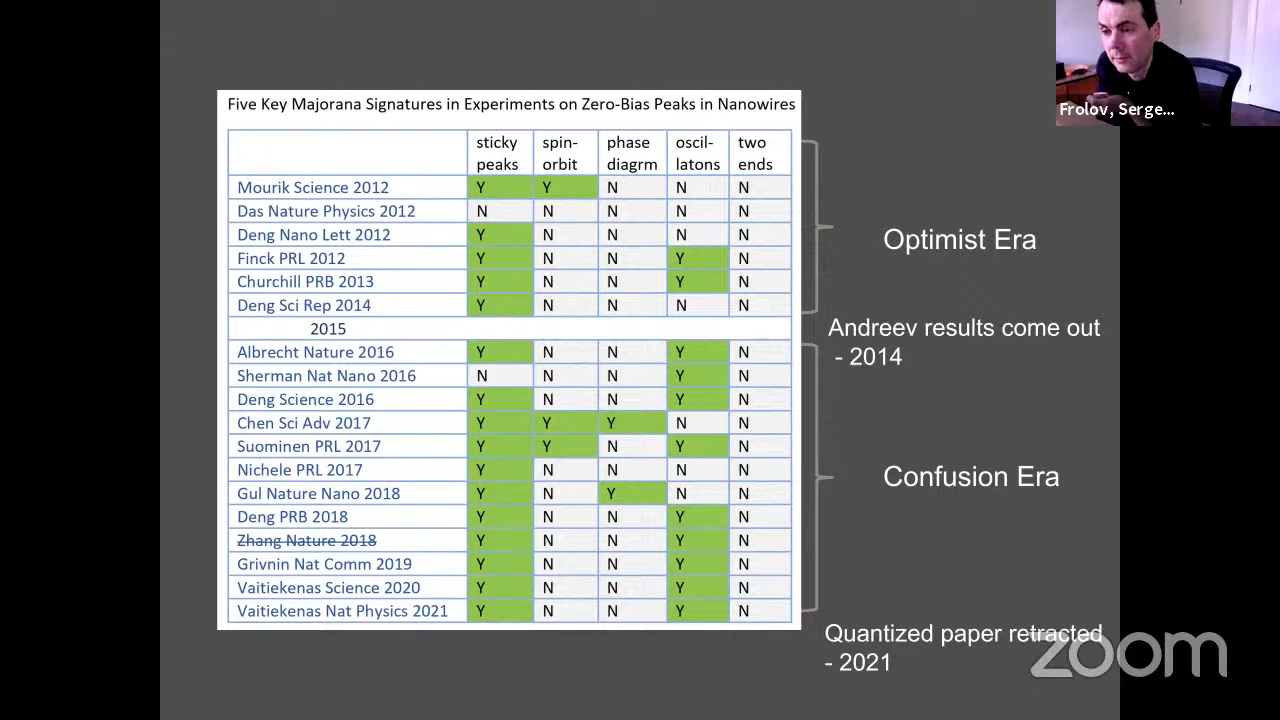 Frolov, Serge...
Five Key Majorana Signatures in Experiments on Zero-Bias Peaks in Nanowires
sticky peaks spin-orbit phase diagrm oscil-latons two ends
Mourik Science 2012 Y Y N N N
Das Nature Physics 2012 N N N N N
Deng Nano Lett 2012 Y N N N N
Finck PRL 2012 Y N N Y N
Churchill PRB 2013 Y N N Y N
Deng Sci Rep 2014 Y N N N N
2015
Albrecht Nature 2016 Y N N Y N
Sherman Nat Nano 2016 N N N Y N
Deng Science 2016 Y N N Y N
Chen Sci Adv 2017 Y Y Y N N
Suominen PRL 2017 Y Y N Y N
Nichele PRL 2017 Y N N N N
Gul Nature Nano 2018 Y N Y N N
Deng PRB 2018 Y N N Y N
Zhang Nature 2018 Y N N Y N
Grivnin Nat Comm 2019 Y N N Y N
Vaitiekenas Science 2020 Y N N Y N
Vaitiekenas Nat Physics 2021 Y N N Y N
Optimist Era
Andreev results come out
- 2014
Confusion Era
Quantized paper retracted
- 2021
zoom